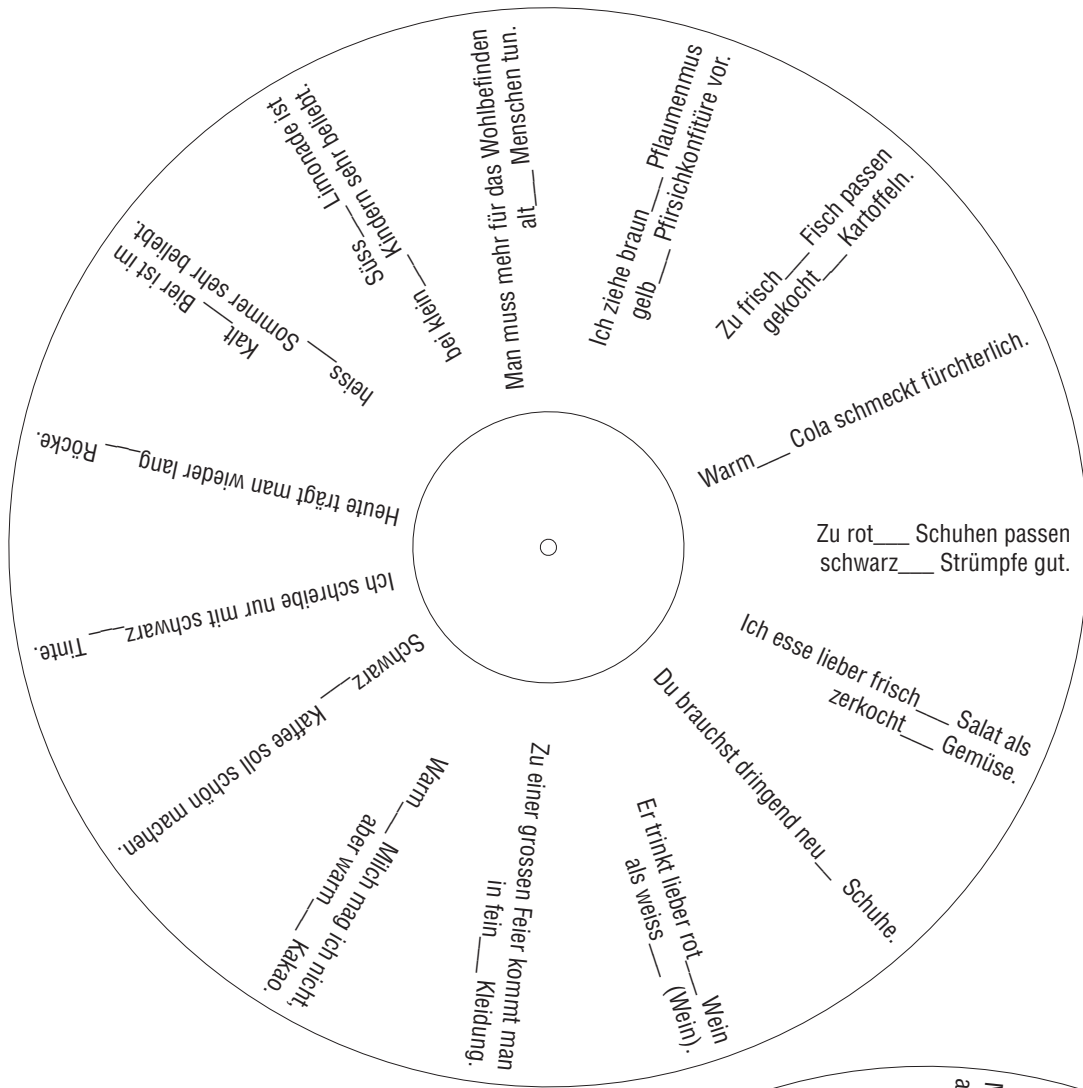 Man muss mehr für das Wohlbefinden
alt___ Menschen tun.
Ich ziehe braun___ Pflaumenmus
gelb___ Pfirsichkonfitüre vor.
Zu frisch___ Fisch passen
gekocht___ Kartoffeln.
Warm___ Cola schmeckt fürchterlich.
Zu rot___ Schuhen passen
schwarz___ Strümpfe gut.
Ich esse lieber frisch___ Salat als
zerkocht___ Gemüse.
Du brauchst dringend neu__ Schuhe.
Er trinkt lieber rot___ Wein
als weiss___ (Wein).
Zu einer grossen Feier kommt man
in fein___ Kleidung.
Warm___ Milch mag ich nicht,
aber warm___ Kakao.
Schwarz___ Kaffee soll schön machen.
Ich schreibe nur mit schwarz___ Tinte.
Heute trägt man wieder lang___ Röcke.
Kalt___ Bier ist im
heiss___ Sommer sehr beliebt.
Süss___ Limonade ist
bei klein___ Kindern sehr beliebt.